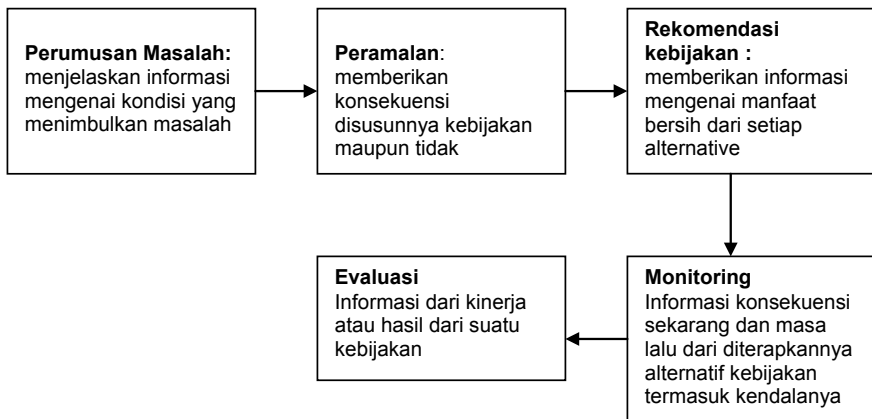 Perumusan Masalah:
menjelaskan informasi
mengenai kondisi yang
menimbulkan masalah
Peramalan:
memberikan
konsekuensi
disusunnya kebijakan
maupun tidak
Rekomendasi
kebijakan :
memberikan informasi
mengenai manfaat
bersih dari setiap
alternative
Monitoring
Informasi konsekuensi
sekarang dan masa
lalu dari diterapkannya
alternatif kebijakan
termasuk kendalanya
Evaluasi
Informasi dari kinerja
atau hasil dari suatu
kebijakan